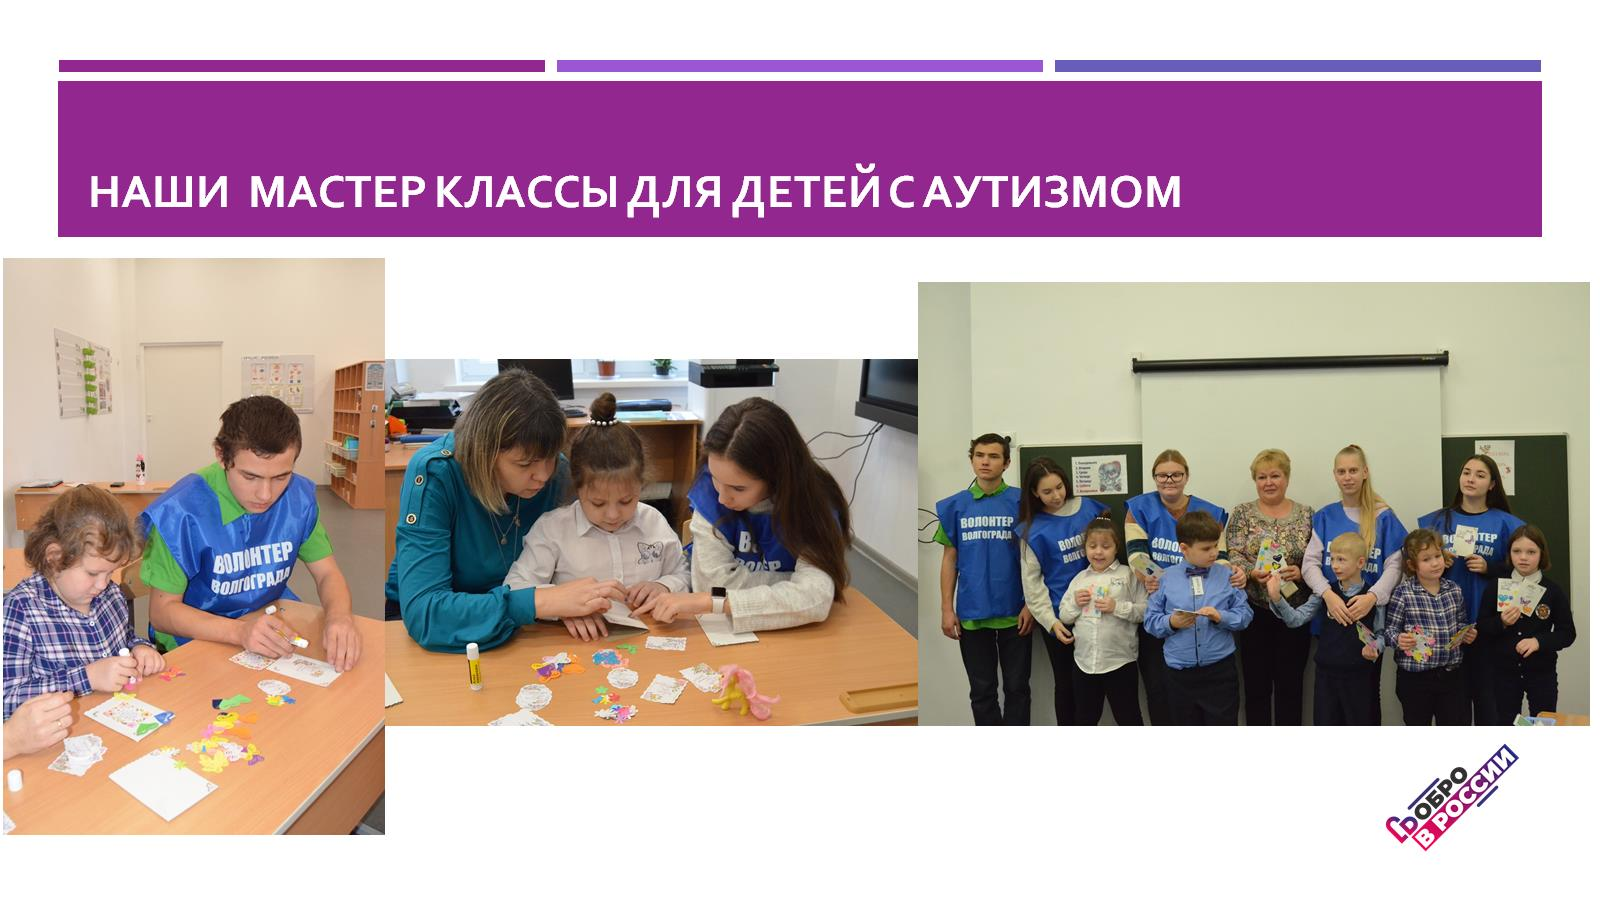 НАШИ МАСТЕР КЛАССЫ ДЛЯ ДЕТЕЙ С АУТИЗМОМ
ВОЛОНТЕР
ВОЛГОГРАДА
ВОЛОНТЕР
ВОЛГОГРАДА
ДОБРО
В РОССИИ